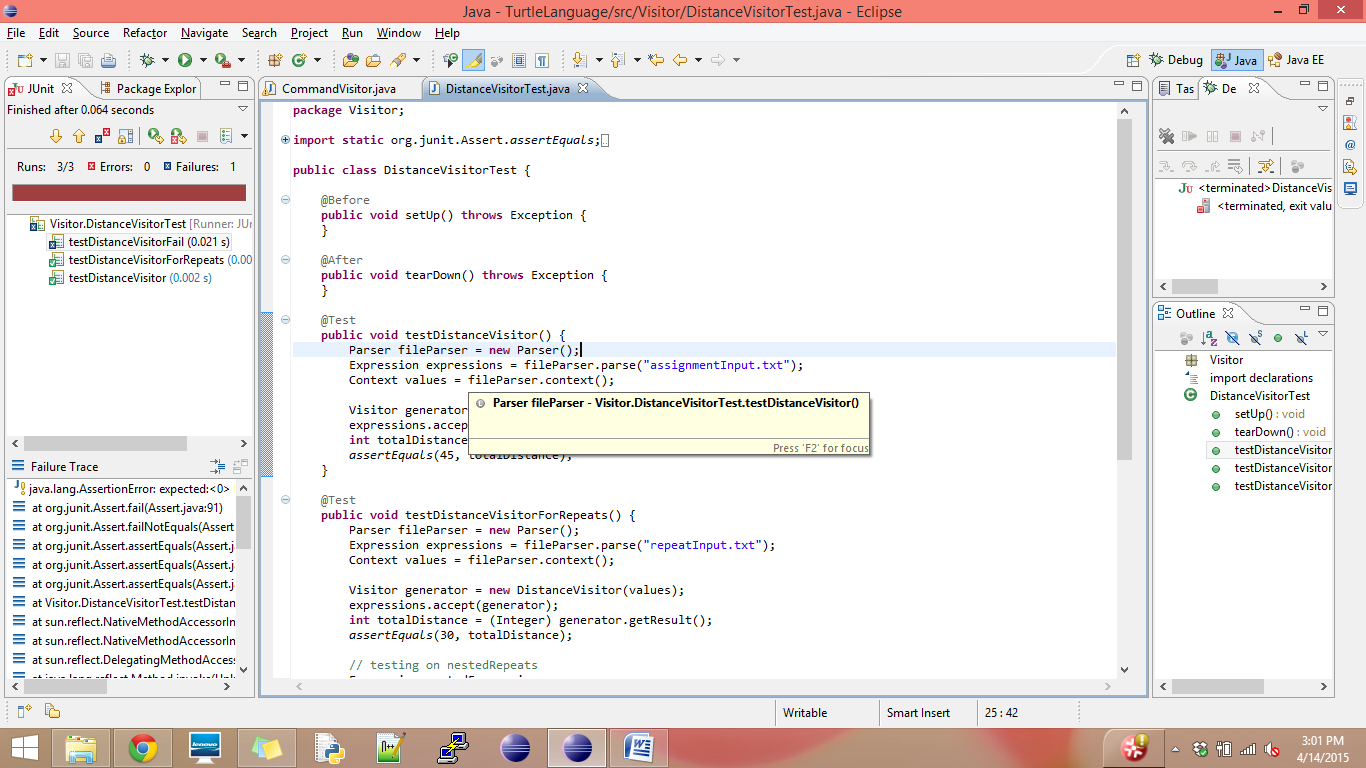 Java - TurtleLanguage/src/Visitor/DistanceVisitorTest.java - Eclipse
File Edit Source Refactor Navigate Search Project Run Window Help
Debug Java Java EE
JUnit Package Explor
Finished after 0.064 seconds
Runs: 3/3 Errors: 0 Failures: 1
Visitor.DistanceVisitorTest [Runner: JUr
testDistanceVisitorFail (0.021 s)
testDistanceVisitorForRepeats (0.00
testDistanceVisitor (0.002 s)
Failure Trace
java.lang.AssertionError: expected:<0>
at org.junit.Assert.fail(Assert.java:91)
at org.junit.Assert.failNotEquals(Assert
at org.junit.Assert.assertEquals(Assert.j
at org.junit.Assert.assertEquals(Assert.j
at org.junit.Assert.assertEquals(Assert.j
at Visitor.DistanceVisitorTest.testDistan
at sun.reflect.NativeMethodAccessorIn
at sun.reflect.NativeMethodAccessorIn
at sun.reflect.DelegatingMethodAccess
CommandVisitor.java DistanceVisitorTest.java
package Visitor;
import static org.junit.Assert.assertEquals;
public class DistanceVisitorTest {
@Before
public void setUp() throws Exception {
}
@After
public void tearDown() throws Exception {
}
@Test
public void testDistanceVisitor() {
Parser fileParser = new Parser();
Expression expressions = fileParser.parse("assignmentInput.txt");
Context values = fileParser.context();
Visitor generator
expressions.accep
int totalDistance
assertEquals(45, totalDistance);
}
Parser fileParser - Visitor.DistanceVisitorTest.testDistanceVisitor()
Press 'F2' for focus
@Test
public void testDistanceVisitorForRepeats() {
Parser fileParser = new Parser();
Expression expressions = fileParser.parse("repeatInput.txt");
Context values = fileParser.context();
Visitor generator = new DistanceVisitor(values);
expressions.accept(generator);
int totalDistance = (Integer) generator.getResult();
assertEquals(30, totalDistance);
// testing on nestedRepeats
Tas De
<terminated>DistanceVis
<terminated, exit valu
Outline
Visitor
import declarations
DistanceVisitorTest
setUp() : void
tearDown() : void
testDistanceVisitor
testDistanceVisitor
testDistanceVisitor
Writable Smart Insert 25 : 42
lenovo
3:01 PM
4/14/2015